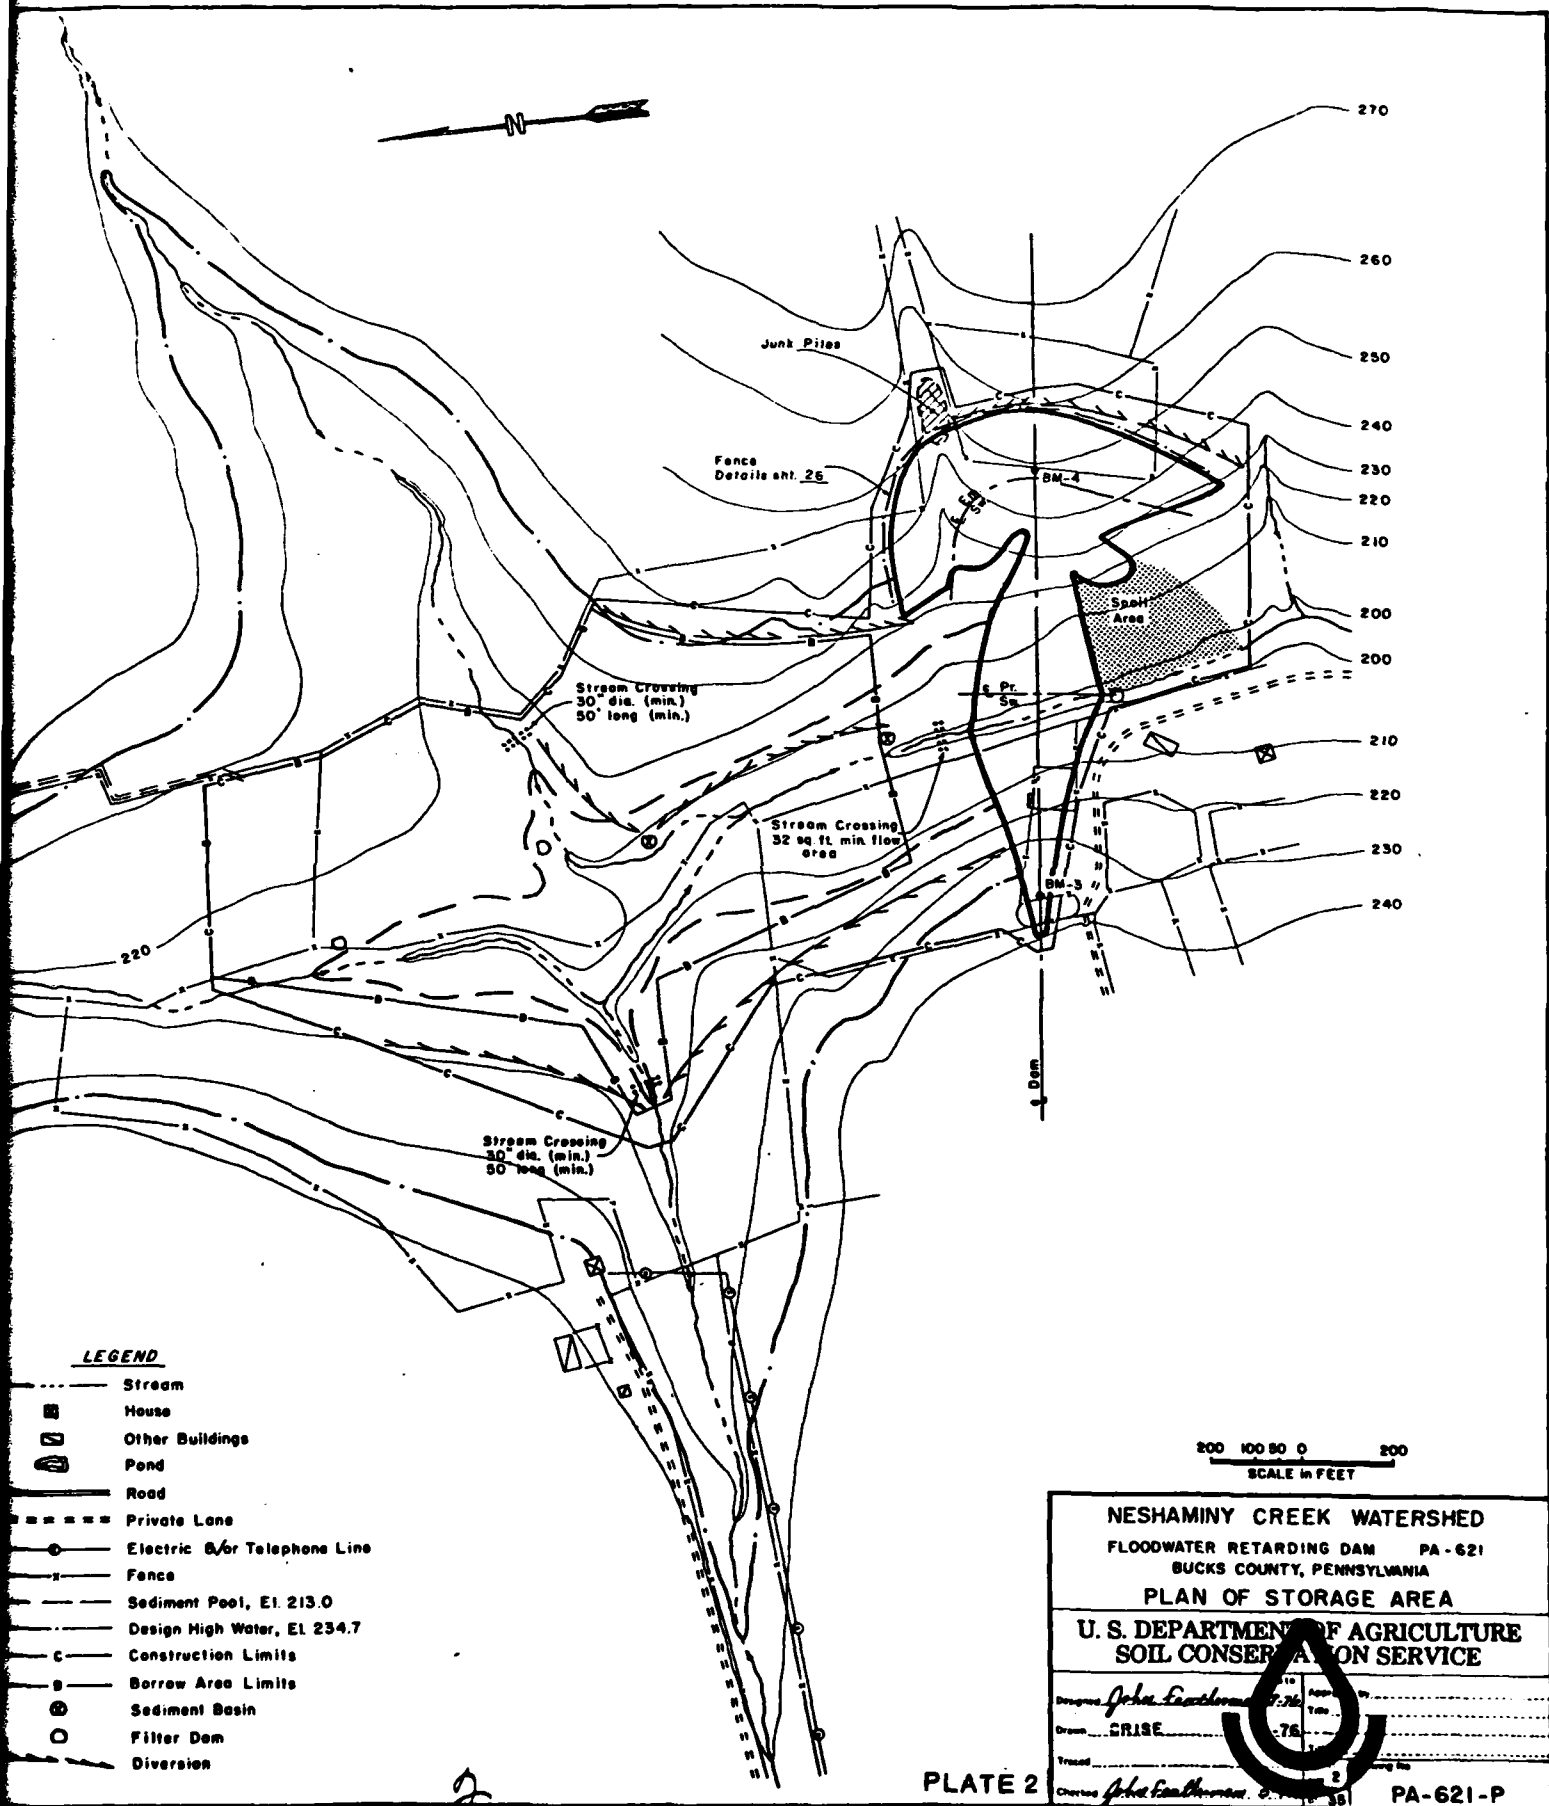 N
270
260
250
240
230
220
210
200
200
210
220
230
240
220
Junk Piles
Fence
Details sht. 26
BM-4
Spoil
Area
Stream Crossing
30" dia. (min.)
50' long (min.)
℄ Pr.
Sw.
Stream Crossing
32 sq. ft. min. flow
area
BM-3
℄ Dam
Stream Crossing
30" dia. (min.)
50' long (min.)
LEGEND
Stream
House
Other Buildings
Pond
Road
Private Lane
Electric &/or Telephone Line
Fence
Sediment Pool, El. 213.0
Design High Water, El. 234.7
Construction Limits
Borrow Area Limits
Sediment Basin
Filter Dam
Diversion
200 100 50 0 200
SCALE in FEET
NESHAMINY CREEK WATERSHED
FLOODWATER RETARDING DAM PA-621
BUCKS COUNTY, PENNSYLVANIA
PLAN OF STORAGE AREA
U. S. DEPARTMENT OF AGRICULTURE
SOIL CONSERVATION SERVICE
Designed
Drawn CRISE -76
Traced
Checked
PLATE 2
2
PA-621-P